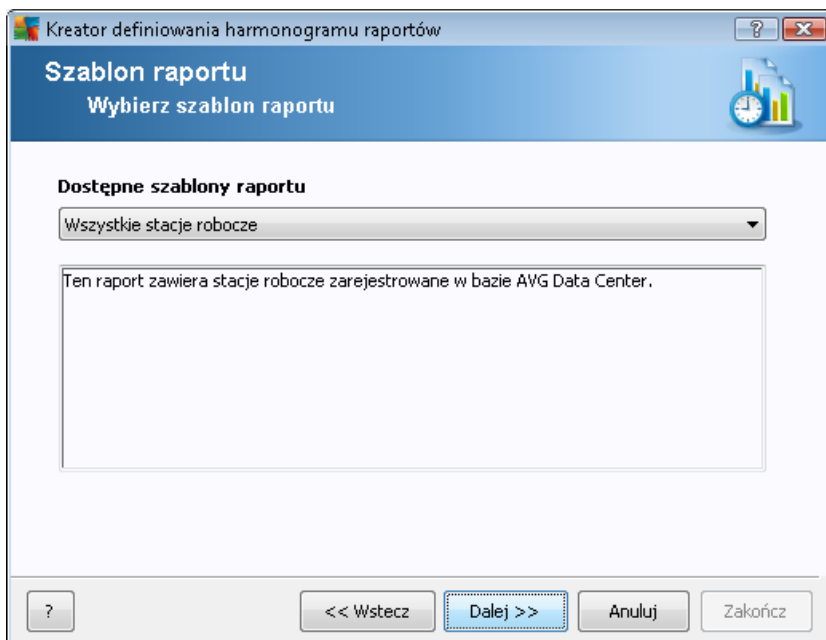 Kreator definiowania harmonogramu raportów
Szablon raportu
Wybierz szablon raportu
Dostępne szablony raportu
Wszystkie stacje robocze
Ten raport zawiera stacje robocze zarejestrowane w bazie AVG Data Center.
? << Wstecz Dalej >> Anuluj Zakończ